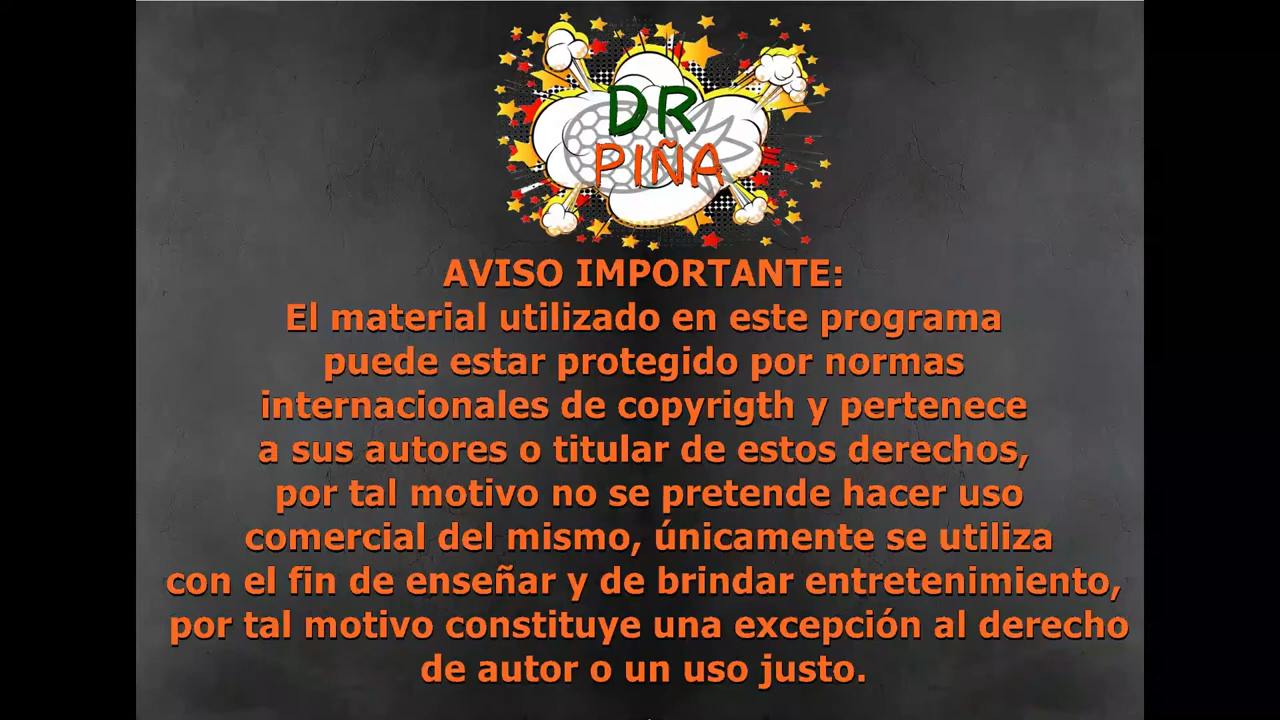 DR
PIÑA
AVISO IMPORTANTE:
El material utilizado en este programa
puede estar protegido por normas
internacionales de copyrigth y pertenece
a sus autores o titular de estos derechos,
por tal motivo no se pretende hacer uso
comercial del mismo, únicamente se utiliza
con el fin de enseñar y de brindar entretenimiento,
por tal motivo constituye una excepción al derecho
de autor o un uso justo.